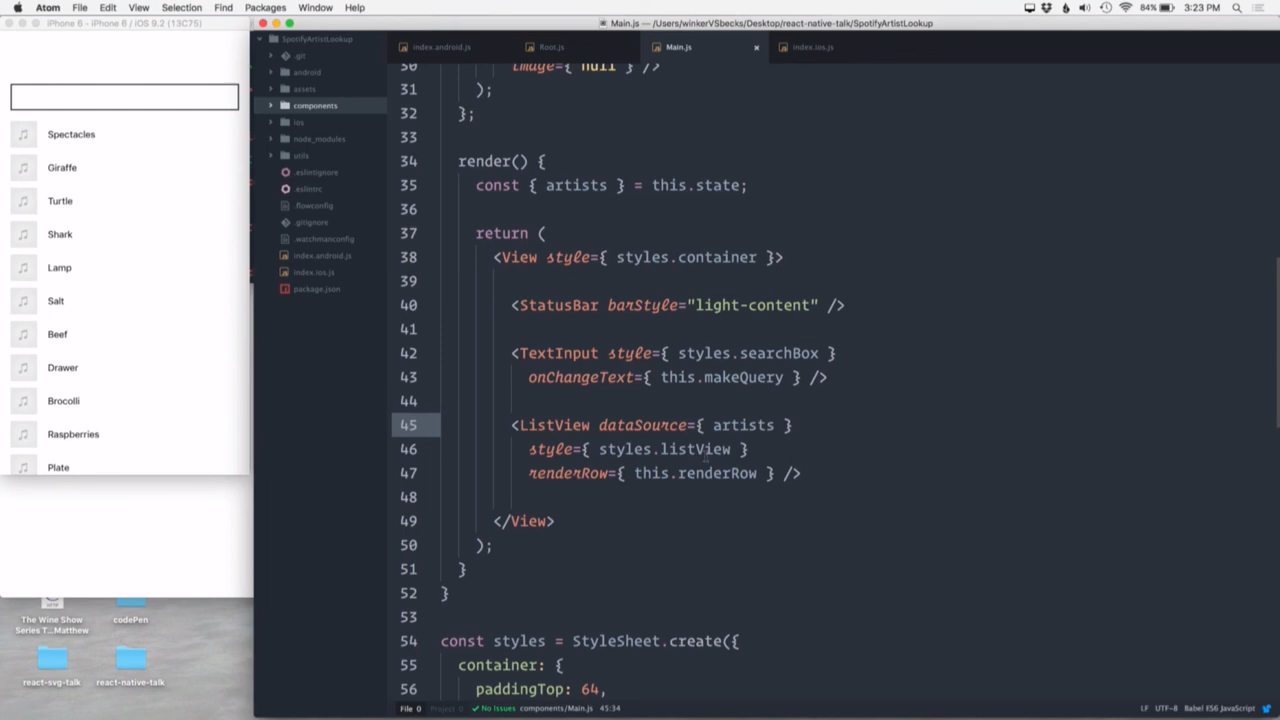 Atom File Edit View Selection Find Packages Window Help
84% Fri 3:23 PM
iPhone 6 - iPhone 6 / iOS 9.2 (13C75)
Main.js — /Users/winkerVSbecks/Desktop/react-native-talk/SpotifyArtistLookup
Spectacles
Giraffe
Turtle
Shark
Lamp
Salt
Beef
Drawer
Brocolli
Raspberries
Plate
The Wine Show
Series T...Matthew
codePen
react-svg-talk
react-native-talk
SpotifyArtistLookup
.git
android
assets
components
ios
node_modules
utils
.eslintignore
.eslintrc
.flowconfig
.gitignore
.watchmanconfig
index.android.js
index.ios.js
package.json
index.android.js Root.js Main.js index.ios.js
30 image={ null } />
31 );
32 };
33
34 render() {
35 const { artists } = this.state;
36
37 return (
38 <View style={ styles.container }>
39
40 <StatusBar barStyle="light-content" />
41
42 <TextInput style={ styles.searchBox }
43 onChangeText={ this.makeQuery } />
44
45 <ListView dataSource={ artists }
46 style={ styles.listView }
47 renderRow={ this.renderRow } />
48
49 </View>
50 );
51 }
52 }
53
54 const styles = StyleSheet.create({
55 container: {
56 paddingTop: 64,
File 0 Project 0 No Issues components/Main.js 45:34 LF UTF-8 Babel ES6 JavaScript